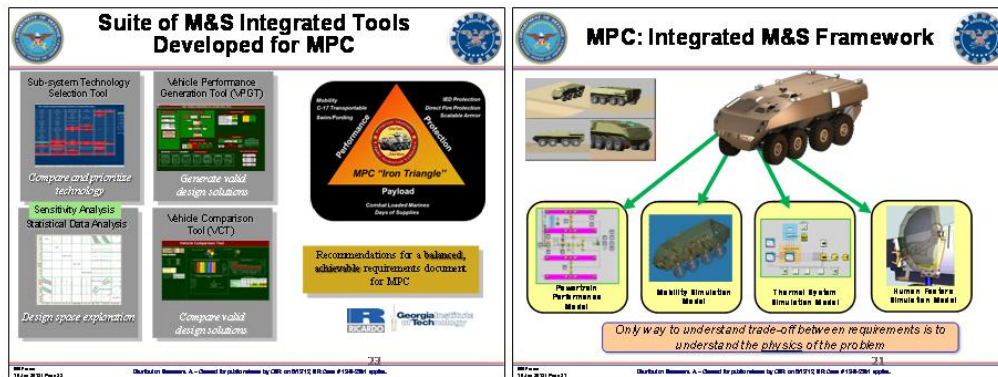 Suite of M&S Integrated Tools
Developed for MPC
Sub-system Technology
Selection Tool
Compare and prioritize
technology
Vehicle Performance
Generation Tool (VPGT)
Generate valid
design solutions
Sensitivity Analysis
Statistical Data Analysis
Design space exploration
Vehicle Comparison
Tool (VCT)
Vehicle Comparison Tool
Compare valid
design solutions
Mobility
C-17 Transportable
Swim/Fording
IED Protection
Direct Fire Protection
Scalable Armor
Performance
Protection
MPC "Iron Triangle"
Payload
Combat Loaded Marines
Days of Supplies
Recommendations for a balanced,
achievable requirements document
for MPC
RICARDO
Georgia Institute
of Technology
23
MPC: Integrated M&S Framework
Powertrain
Performance
Model
Mobility Simulation
Model
Thermal System
Simulation Model
Human Factors
Simulation Model
Only way to understand trade-off between requirements is to
understand the physics of the problem
21